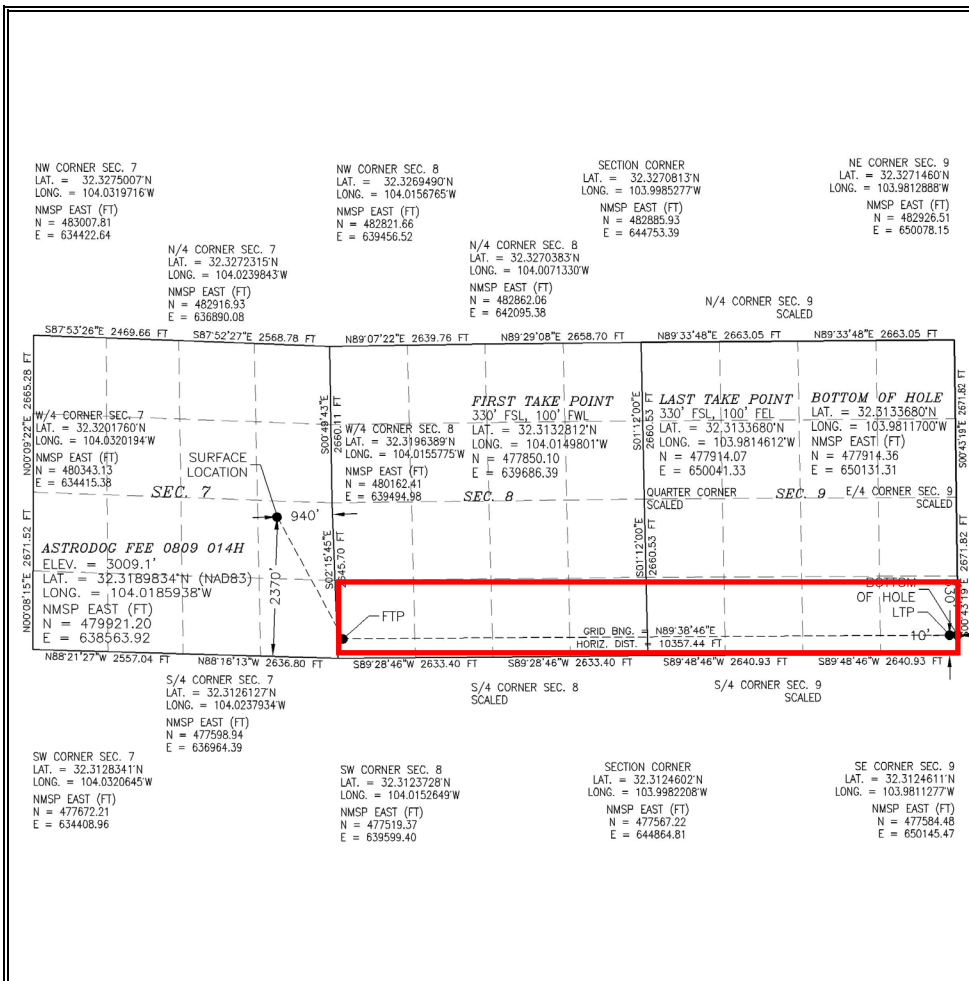 NW CORNER SEC. 7
LAT. = 32.3275007°N
LONG. = 104.0319716°W
NMSP EAST (FT)
N = 483007.81
E = 634422.64
NW CORNER SEC. 8
LAT. = 32.3269490°N
LONG. = 104.0156765°W
NMSP EAST (FT)
N = 482821.66
E = 639456.52
SECTION CORNER
LAT. = 32.3270813°N
LONG. = 103.9985277°W
NMSP EAST (FT)
N = 482885.93
E = 644753.39
NE CORNER SEC. 9
LAT. = 32.3271460°N
LONG. = 103.9812888°W
NMSP EAST (FT)
N = 482926.51
E = 650078.15
N/4 CORNER SEC. 7
LAT. = 32.3272315°N
LONG. = 104.0239843°W
NMSP EAST (FT)
N = 482916.93
E = 636890.08
N/4 CORNER SEC. 8
LAT. = 32.3270383°N
LONG. = 104.0071330°W
NMSP EAST (FT)
N = 482862.06
E = 642095.38
N/4 CORNER SEC. 9
SCALED
S87°53'26"E 2469.66 FT
S87°52'27"E 2568.78 FT
N89°07'22"E 2639.76 FT
N89°29'08"E 2658.70 FT
N89°33'48"E 2663.05 FT
N89°33'48"E 2663.05 FT
N00°09'22"E 2665.28 FT
W/4 CORNER SEC. 7
LAT. = 32.3201760°N
LONG. = 104.0320194°W
NMSP EAST (FT)
N = 480343.13
E = 634415.38
SURFACE
LOCATION
SEC. 7
S00°49'43"E
2660.11 FT
W/4 CORNER SEC. 8
LAT. = 32.3196389°N
LONG. = 104.0155775°W
NMSP EAST (FT)
N = 480162.41
E = 639494.98
FIRST TAKE POINT
330' FSL, 100' FWL
LAT. = 32.3132812°N
LONG. = 104.0149801°W
NMSP EAST (FT)
N = 477850.10
E = 639686.39
SEC. 8
S01°12'00"E
2660.53 FT
LAST TAKE POINT
330' FSL, 100' FEL
LAT. = 32.3133680°N
LONG. = 103.9814612°W
NMSP EAST (FT)
N = 477914.07
E = 650041.33
BOTTOM OF HOLE
LAT. = 32.3133680°N
LONG. = 103.9811700°W
NMSP EAST (FT)
N = 477914.36
E = 650131.31
S00°43'19"E 2671.82 FT
QUARTER CORNER
SCALED
SEC. 9
E/4 CORNER SEC. 9
SCALED
940'
2370'
N00°08'15"E 2671.52 FT
ASTRODOG FEE 0809 014H
ELEV. = 3009.1'
LAT. = 32.3189834°N (NAD83)
LONG. = 104.0185938°W
NMSP EAST (FT)
N = 479921.20
E = 638563.92
S02°15'45"E
S01°12'00"E
2660.53 FT
S00°43'19"E 2671.82 FT
FTP
BOTTOM
OF HOLE
LTP
10'
GRID BNG. = N89°38'46"E
HORIZ. DIST. = 10357.44 FT
N88°21'27"W 2557.04 FT
N88°16'13"W 2636.80 FT
S89°28'46"W 2633.40 FT
S89°28'46"W 2633.40 FT
S89°48'46"W 2640.93 FT
S89°48'46"W 2640.93 FT
S/4 CORNER SEC. 7
LAT. = 32.3126127°N
LONG. = 104.0237934°W
NMSP EAST (FT)
N = 477598.94
E = 636964.39
S/4 CORNER SEC. 8
SCALED
S/4 CORNER SEC. 9
SCALED
SW CORNER SEC. 7
LAT. = 32.3128341°N
LONG. = 104.0320645°W
NMSP EAST (FT)
N = 477672.21
E = 634408.96
SW CORNER SEC. 8
LAT. = 32.3123728°N
LONG. = 104.0152649°W
NMSP EAST (FT)
N = 477519.37
E = 639599.40
SECTION CORNER
LAT. = 32.3124602°N
LONG. = 103.9982208°W
NMSP EAST (FT)
N = 477567.22
E = 644864.81
SE CORNER SEC. 9
LAT. = 32.3124611°N
LONG. = 103.9811277°W
NMSP EAST (FT)
N = 477584.48
E = 650145.47